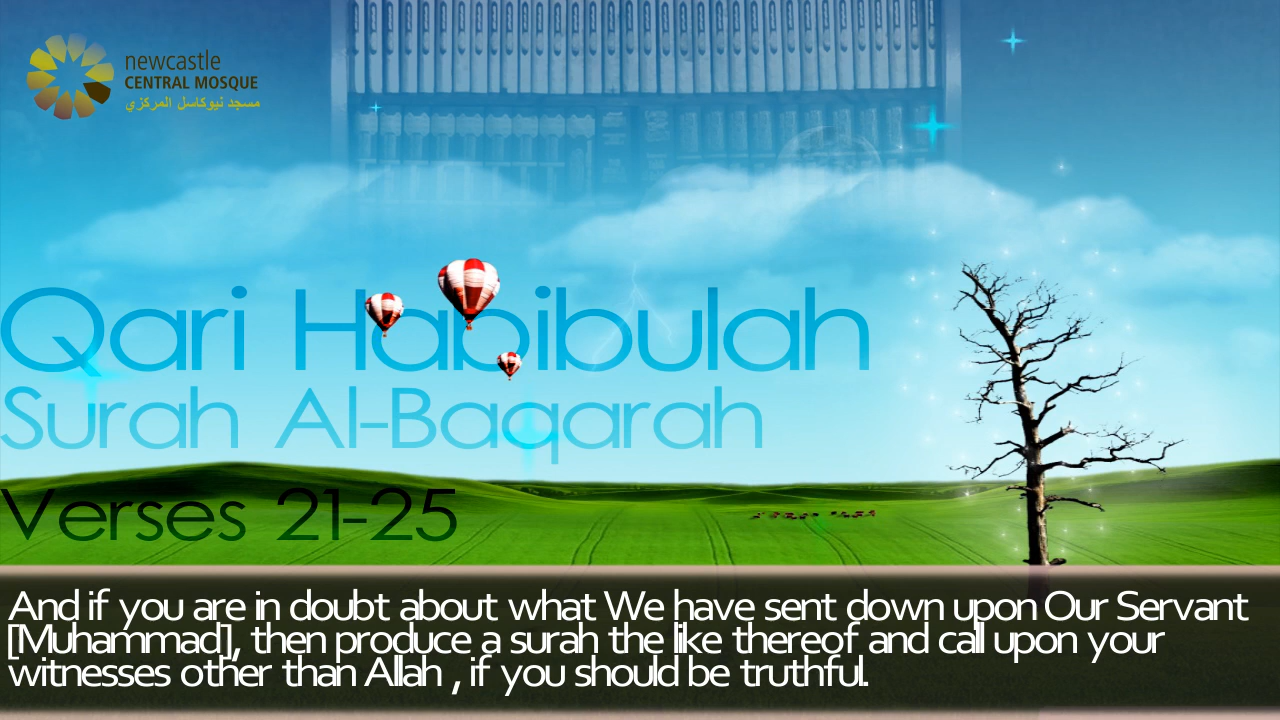 newcastle
CENTRAL MOSQUE
مسجد نيوكاسل المركزي
Qari Habibulah
Surah Al-Baqarah
Verses 21-25
And if you are in doubt about what We have sent down upon Our Servant
[Muhammad], then produce a surah the like thereof and call upon your
witnesses other than Allah , if you should be truthful.